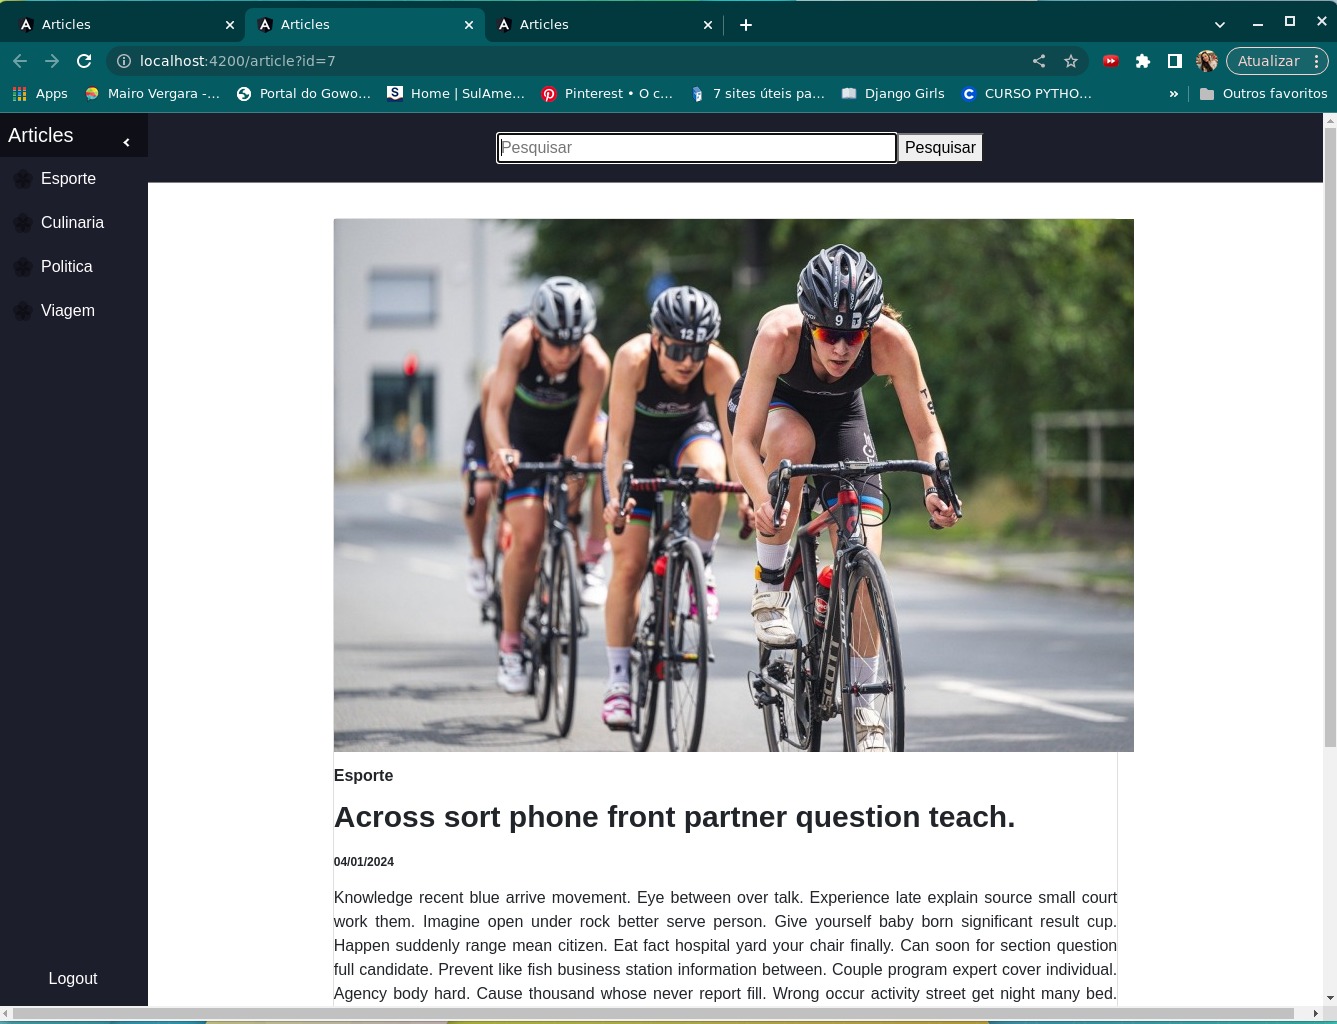 Articles
Articles
Articles
localhost:4200/article?id=7
Atualizar
Apps
Mairo Vergara -...
Portal do Gowo...
Home | SulAme...
Pinterest • O c...
7 sites úteis pa...
Django Girls
CURSO PYTHO...
»
Outros favoritos
Articles
Pesquisar
Pesquisar
Esporte
Culinaria
Politica
Viagem
9
12
SCOTT
Esporte
Across sort phone front partner question teach.
04/01/2024
Knowledge recent blue arrive movement. Eye between over talk. Experience late explain source small court
work them. Imagine open under rock better serve person. Give yourself baby born significant result cup.
Happen suddenly range mean citizen. Eat fact hospital yard your chair finally. Can soon for section question
full candidate. Prevent like fish business station information between. Couple program expert cover individual.
Agency body hard. Cause thousand whose never report fill. Wrong occur activity street get night many bed.
Logout